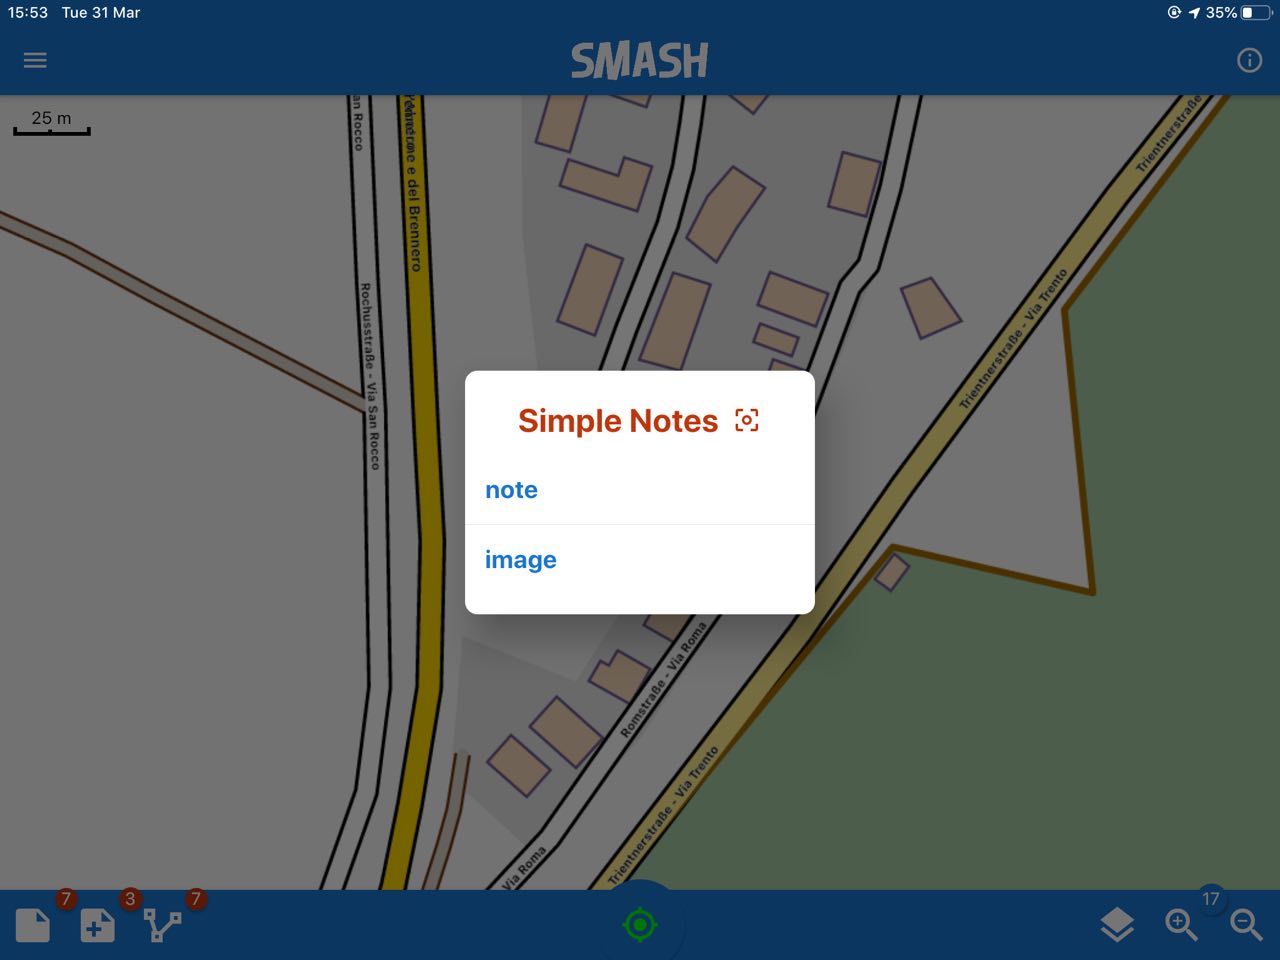 15:53 Tue 31 Mar
35%
SMASH
25 m
an Rocco
e del Brennero
Trientnerstraße
Rochusstraße - Via San Rocco
Trientnerstraße - Via Trento
Simple Notes
note
image
Romstraße - Via Roma
Trientnerstraße - Via Trento
Via Roma
7
3
7
17